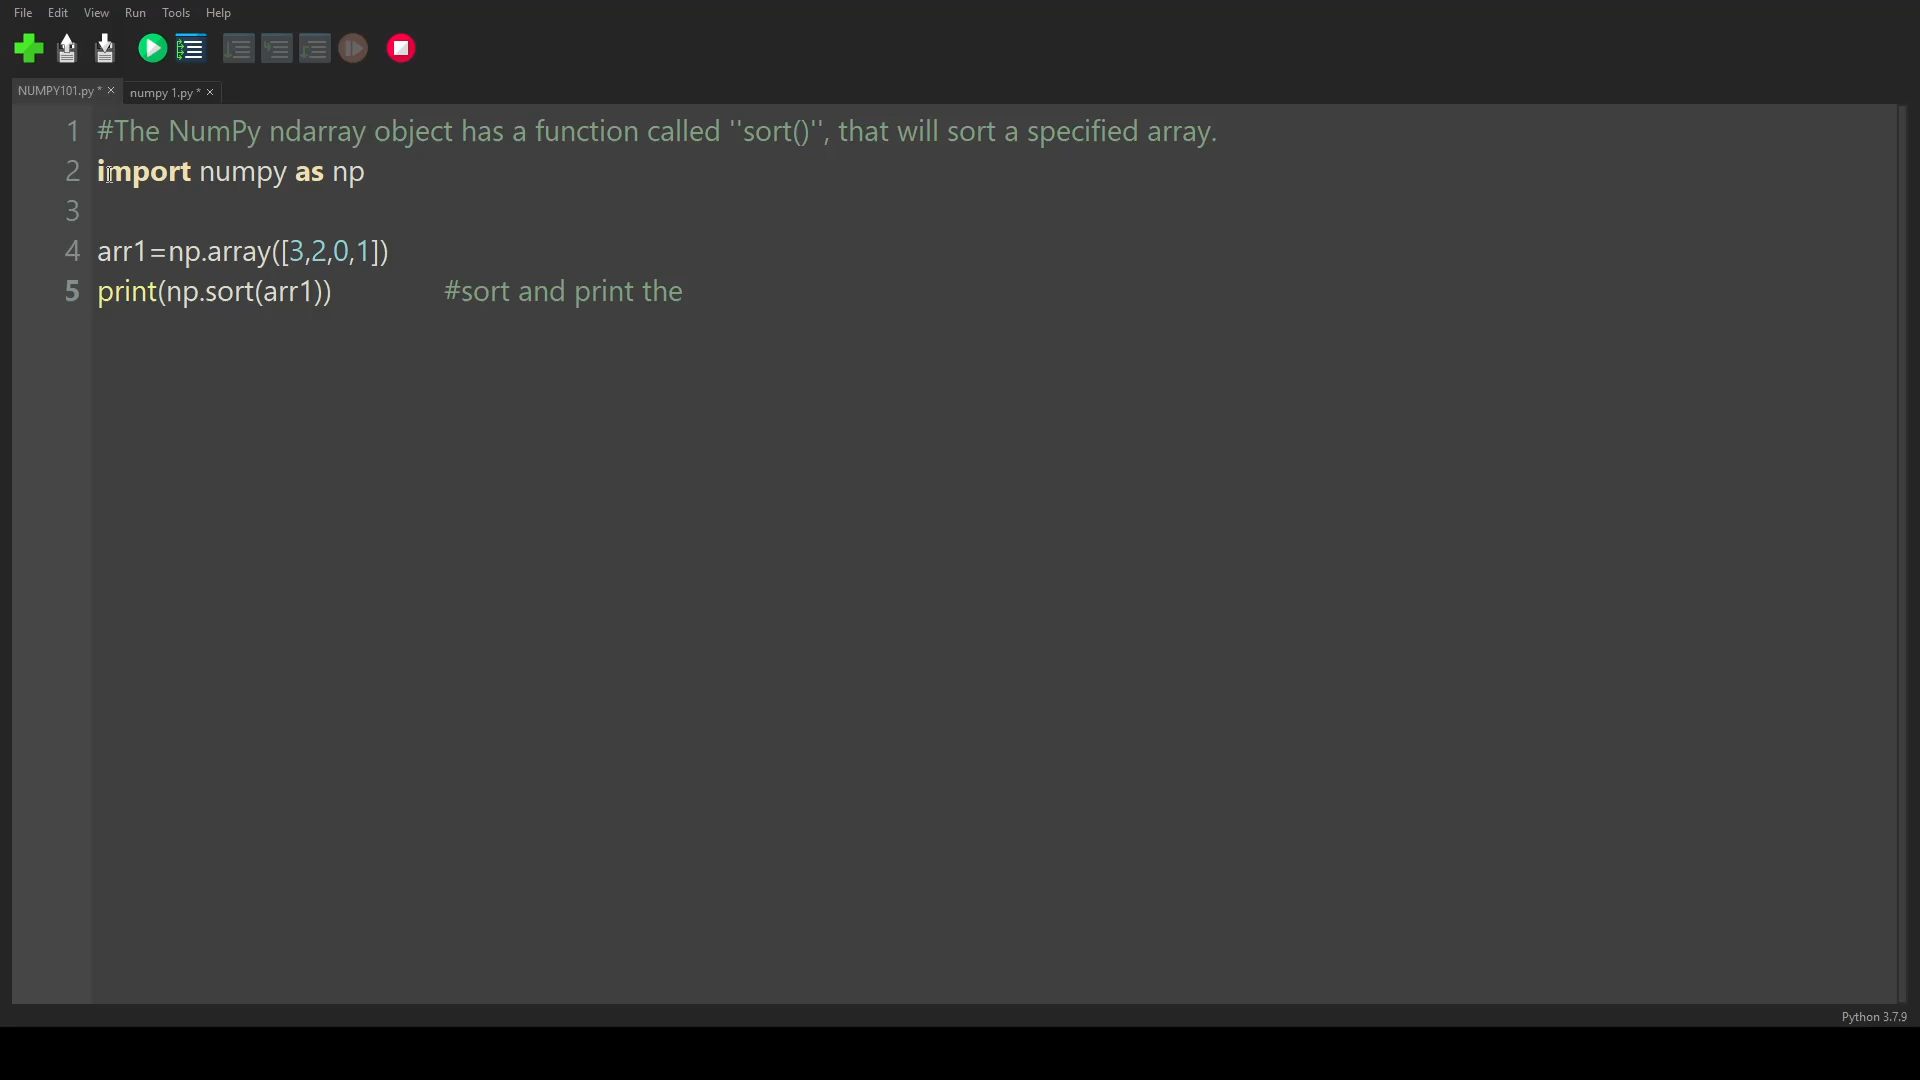 File Edit View Run Tools Help
NUMPY101.py * × numpy 1.py * ×
1 #The NumPy ndarray object has a function called ''sort()'', that will sort a specified array.
2 import numpy as np
3
4 arr1=np.array([3,2,0,1])
5 print(np.sort(arr1)) #sort and print the
Python 3.7.9